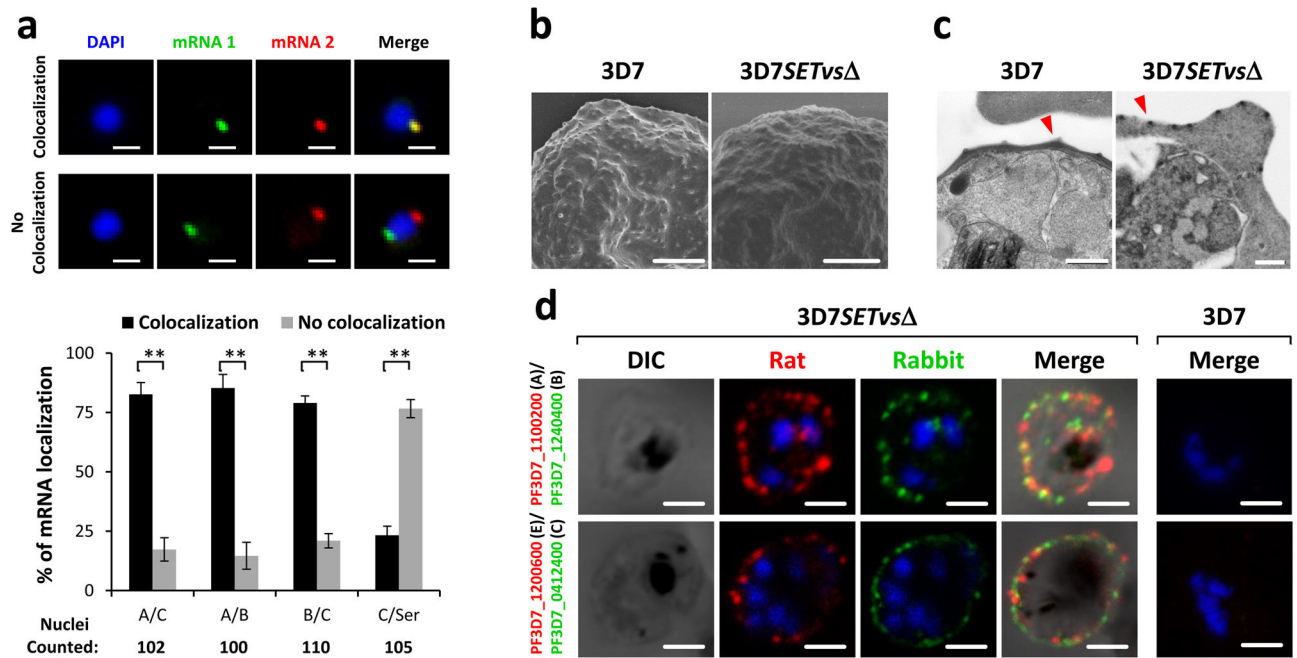 a
DAPI mRNA 1 mRNA 2 Merge
Colocalization
No
Colocalization
Colocalization No colocalization
% of mRNA localization
100
75
50
25
0
** ** ** **
A/C A/B B/C C/Ser
Nuclei
Counted: 102 100 110 105
b
3D7 3D7SETvsΔ
c
3D7 3D7SETvsΔ
d
3D7SETvsΔ 3D7
DIC Rat Rabbit Merge Merge
PF3D7_1100200 (A)/
PF3D7_1240400 (B)
PF3D7_1200600 (E)/
PF3D7_0412400 (C)